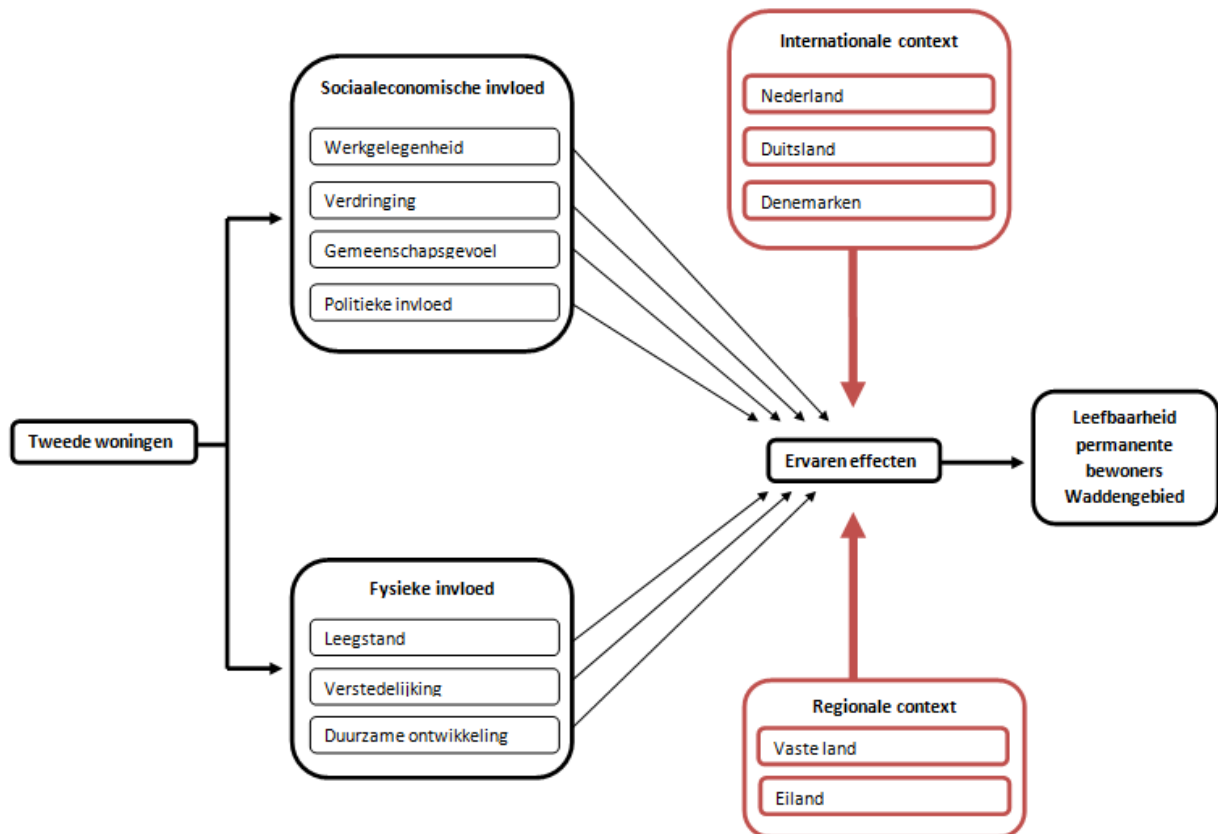 Internationale context
Nederland
Duitsland
Denemarken
Sociaaleconomische invloed
Werkgelegenheid
Verdringing
Gemeenschapsgevoel
Politieke invloed
Tweede woningen
Ervaren effecten
Leefbaarheid
permanente
bewoners
Waddengebied
Fysieke invloed
Leegstand
Verstedelijking
Duurzame ontwikkeling
Regionale context
Vaste land
Eiland